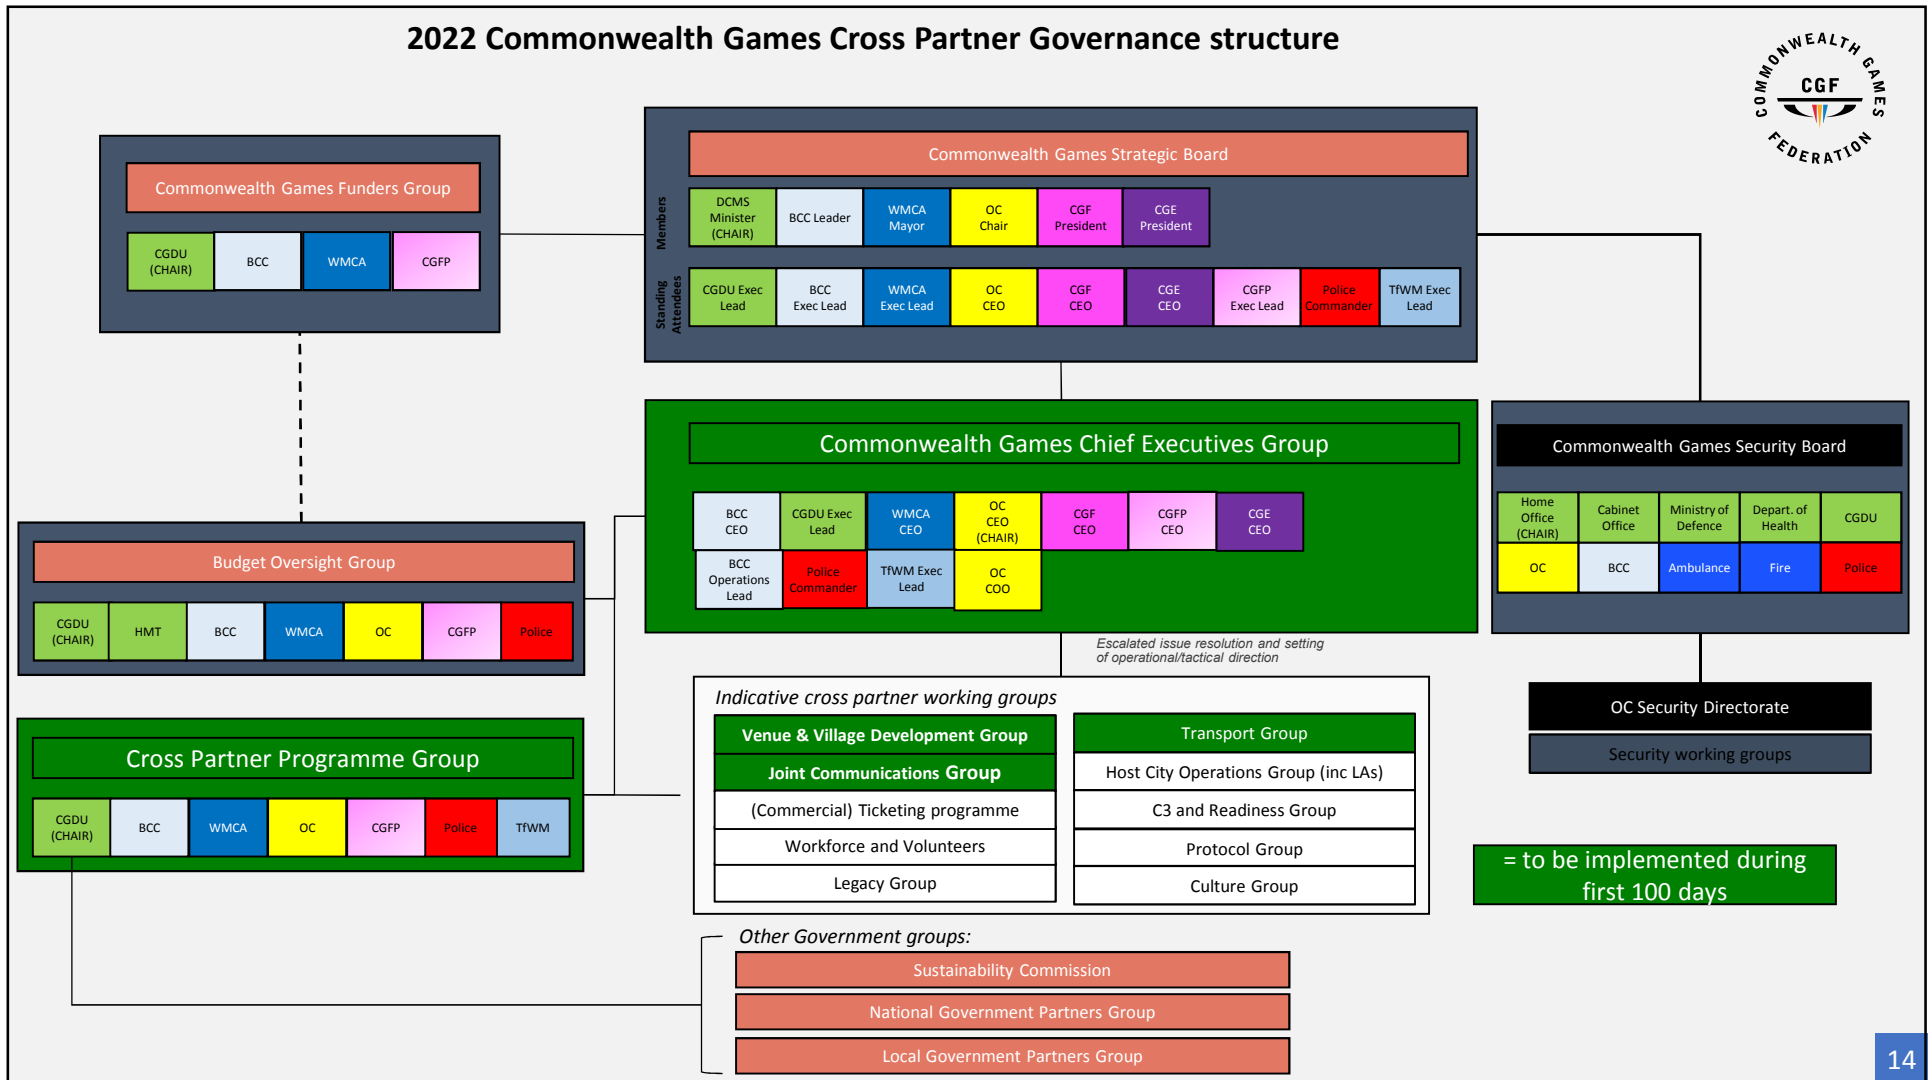 2022 Commonwealth Games Cross Partner Governance structure
COMMONWEALTH GAMES
CGF
FEDERATION
Commonwealth Games Funders Group
CGDU
(CHAIR)
BCC
WMCA
CGFP
Commonwealth Games Strategic Board
Members
DCMS
Minister
(CHAIR)
BCC Leader
WMCA
Mayor
OC
Chair
CGF
President
CGE
President
Standing
Attendees
CGDU Exec
Lead
BCC
Exec Lead
WMCA
Exec Lead
OC
CEO
CGF
CEO
CGE
CEO
CGFP
Exec Lead
Police
Commander
TfWM Exec
Lead
Commonwealth Games Chief Executives Group
BCC
CEO
CGDU Exec
Lead
WMCA
CEO
OC
CEO
(CHAIR)
CGF
CEO
CGFP
CEO
CGE
CEO
BCC
Operations
Lead
Police
Commander
TfWM Exec
Lead
OC
COO
Commonwealth Games Security Board
Home
Office
(CHAIR)
Cabinet
Office
Ministry of
Defence
Depart. of
Health
CGDU
OC
BCC
Ambulance
Fire
Police
Budget Oversight Group
CGDU
(CHAIR)
HMT
BCC
WMCA
OC
CGFP
Police
Escalated issue resolution and setting
of operational/tactical direction
OC Security Directorate
Security working groups
Cross Partner Programme Group
CGDU
(CHAIR)
BCC
WMCA
OC
CGFP
Police
TfWM
Indicative cross partner working groups
Venue & Village Development Group
Joint Communications Group
(Commercial) Ticketing programme
Workforce and Volunteers
Legacy Group
Transport Group
Host City Operations Group (inc LAs)
C3 and Readiness Group
Protocol Group
Culture Group
= to be implemented during
first 100 days
Other Government groups:
Sustainability Commission
National Government Partners Group
Local Government Partners Group
14